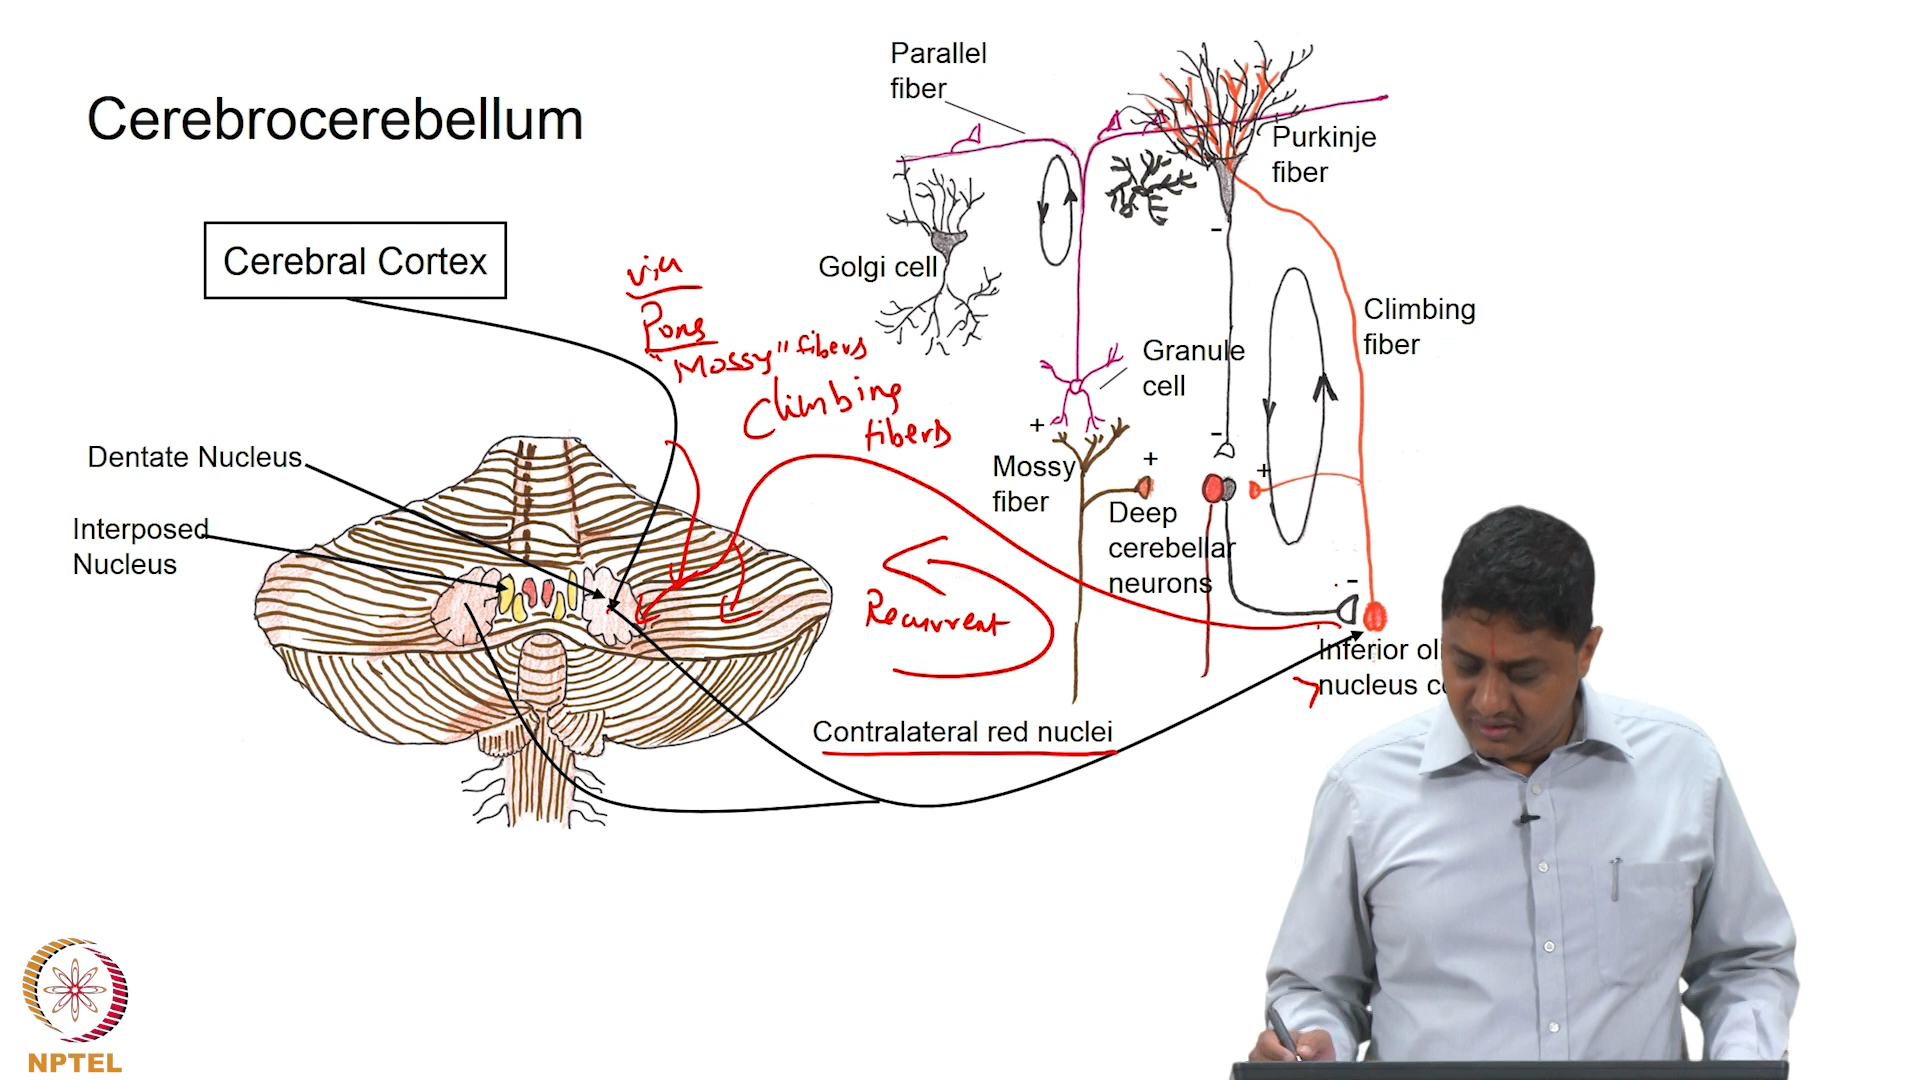 Cerebrocerebellum
Cerebral Cortex
Dentate Nucleus
Interposed
Nucleus
via
Pons
"Mossy" fibers
Climbing
fibers
Recurrent
Contralateral red nuclei
Parallel
fiber
Golgi cell
Purkinje
fiber
-
Climbing
fiber
Granule
cell
+
Mossy
fiber
+
-
+
Deep
cerebellar
neurons
-
Inferior
nucleus
NPTEL